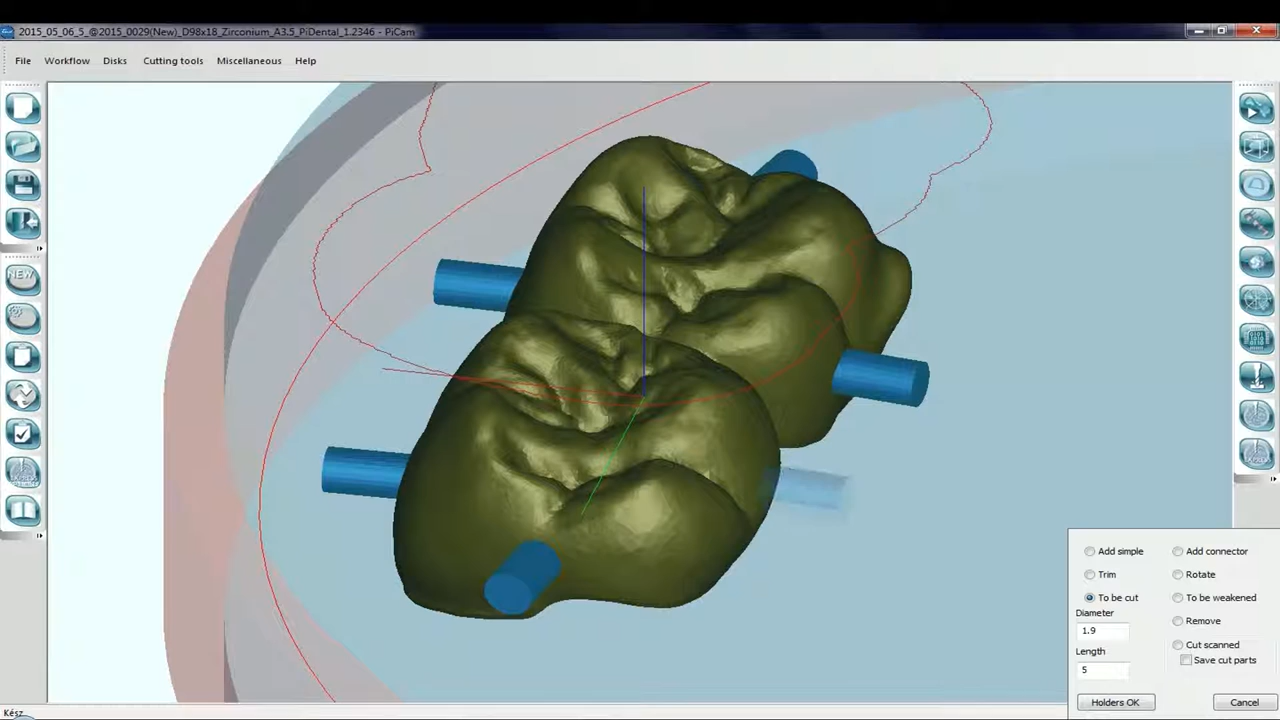 2015_05_06_5_@2015_0029(New)_D98x18_Zirconium_A3.5_PiDental_1.2346 - PiCam
File Workflow Disks Cutting tools Miscellaneous Help
NEW
Add simple Add connector
Trim Rotate
To be cut To be weakened
Diameter
1.9
Remove
Length
Cut scanned
5
Save cut parts
Holders OK Cancel
Kész